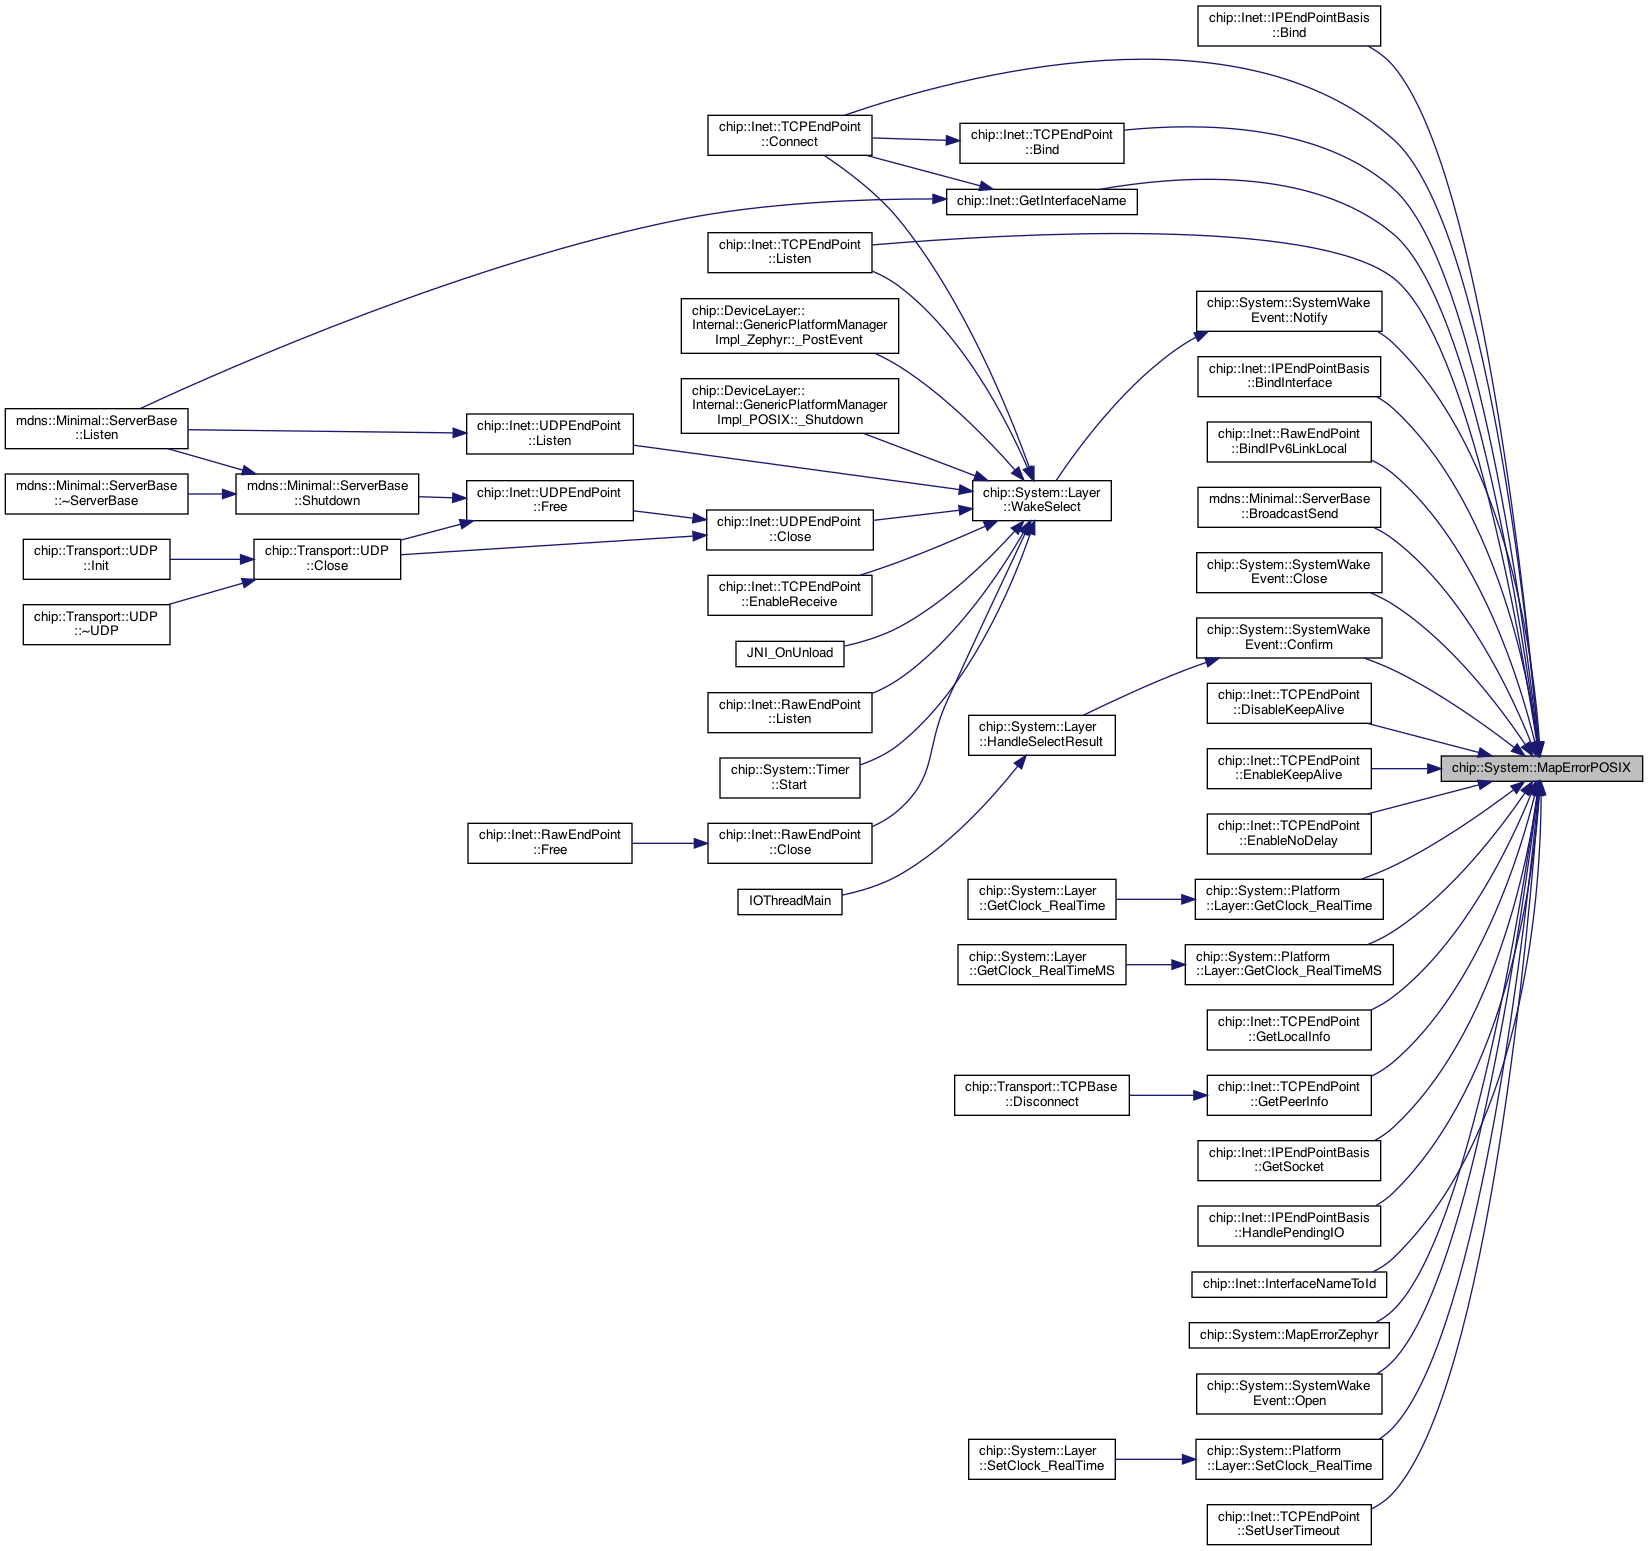 chip::Inet::IPEndPointBasis
::Bind
chip::Inet::TCPEndPoint
::Connect
chip::Inet::TCPEndPoint
::Bind
chip::Inet::GetInterfaceName
chip::Inet::TCPEndPoint
::Listen
chip::System::SystemWake
Event::Notify
chip::DeviceLayer::
Internal::GenericPlatformManager
Impl_Zephyr::_PostEvent
chip::Inet::IPEndPointBasis
::BindInterface
chip::DeviceLayer::
Internal::GenericPlatformManager
Impl_POSIX::_Shutdown
mdns::Minimal::ServerBase
::Listen
chip::Inet::UDPEndPoint
::Listen
chip::Inet::RawEndPoint
::BindIPv6LinkLocal
mdns::Minimal::ServerBase
::~ServerBase
mdns::Minimal::ServerBase
::Shutdown
chip::Inet::UDPEndPoint
::Free
chip::System::Layer
::WakeSelect
mdns::Minimal::ServerBase
::BroadcastSend
chip::Inet::UDPEndPoint
::Close
chip::Transport::UDP
::Init
chip::Transport::UDP
::Close
chip::System::SystemWake
Event::Close
chip::Inet::TCPEndPoint
::EnableReceive
chip::Transport::UDP
::~UDP
chip::System::SystemWake
Event::Confirm
JNI_OnUnload
chip::Inet::RawEndPoint
::Listen
chip::Inet::TCPEndPoint
::DisableKeepAlive
chip::System::Layer
::HandleSelectResult
chip::System::Timer
::Start
chip::Inet::TCPEndPoint
::EnableKeepAlive
chip::System::MapErrorPOSIX
chip::Inet::RawEndPoint
::Free
chip::Inet::RawEndPoint
::Close
chip::Inet::TCPEndPoint
::EnableNoDelay
IOThreadMain
chip::System::Layer
::GetClock_RealTime
chip::System::Platform
::Layer::GetClock_RealTime
chip::System::Layer
::GetClock_RealTimeMS
chip::System::Platform
::Layer::GetClock_RealTimeMS
chip::Inet::TCPEndPoint
::GetLocalInfo
chip::Transport::TCPBase
::Disconnect
chip::Inet::TCPEndPoint
::GetPeerInfo
chip::Inet::IPEndPointBasis
::GetSocket
chip::Inet::IPEndPointBasis
::HandlePendingIO
chip::Inet::InterfaceNameToId
chip::System::MapErrorZephyr
chip::System::SystemWake
Event::Open
chip::System::Layer
::SetClock_RealTime
chip::System::Platform
::Layer::SetClock_RealTime
chip::Inet::TCPEndPoint
::SetUserTimeout